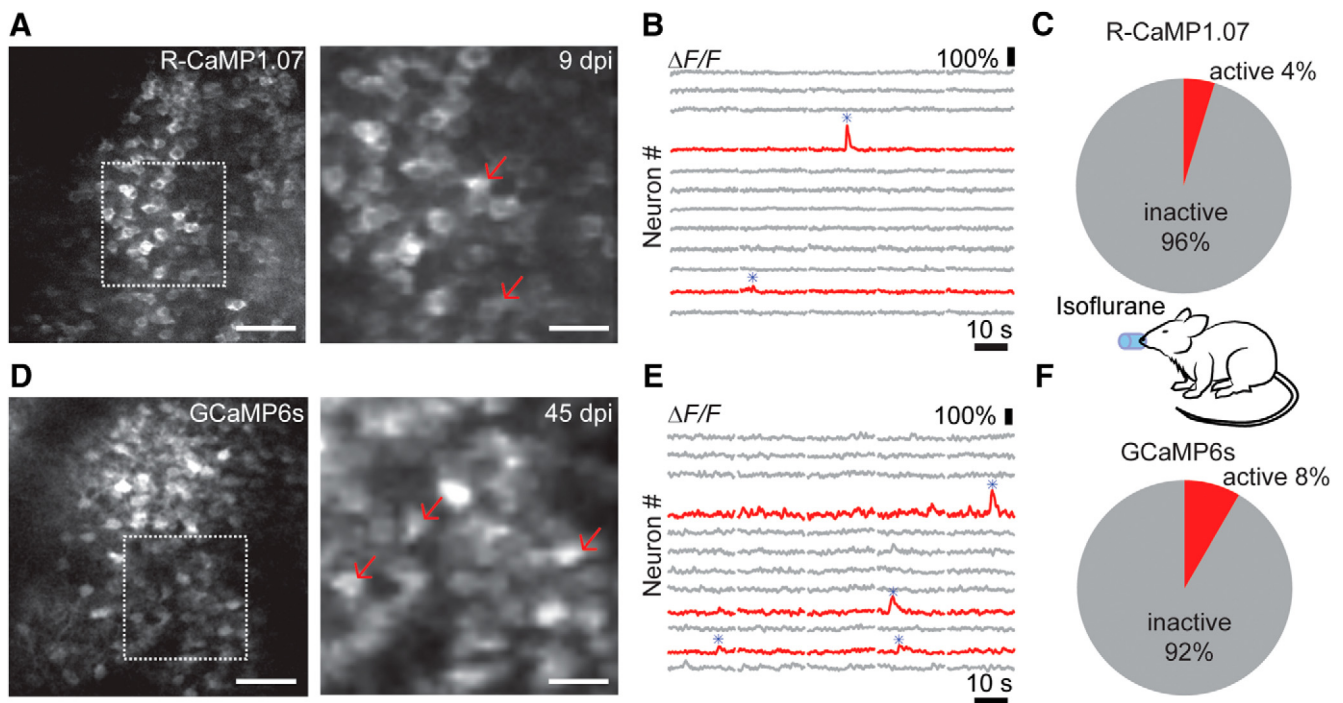 A
R-CaMP1.07
9 dpi
B
ΔF/F
100%
Neuron #
*
*
10 s
C
R-CaMP1.07
active 4%
inactive
96%
Isoflurane
D
GCaMP6s
45 dpi
E
ΔF/F
100%
Neuron #
*
*
*
*
10 s
F
GCaMP6s
active 8%
inactive
92%